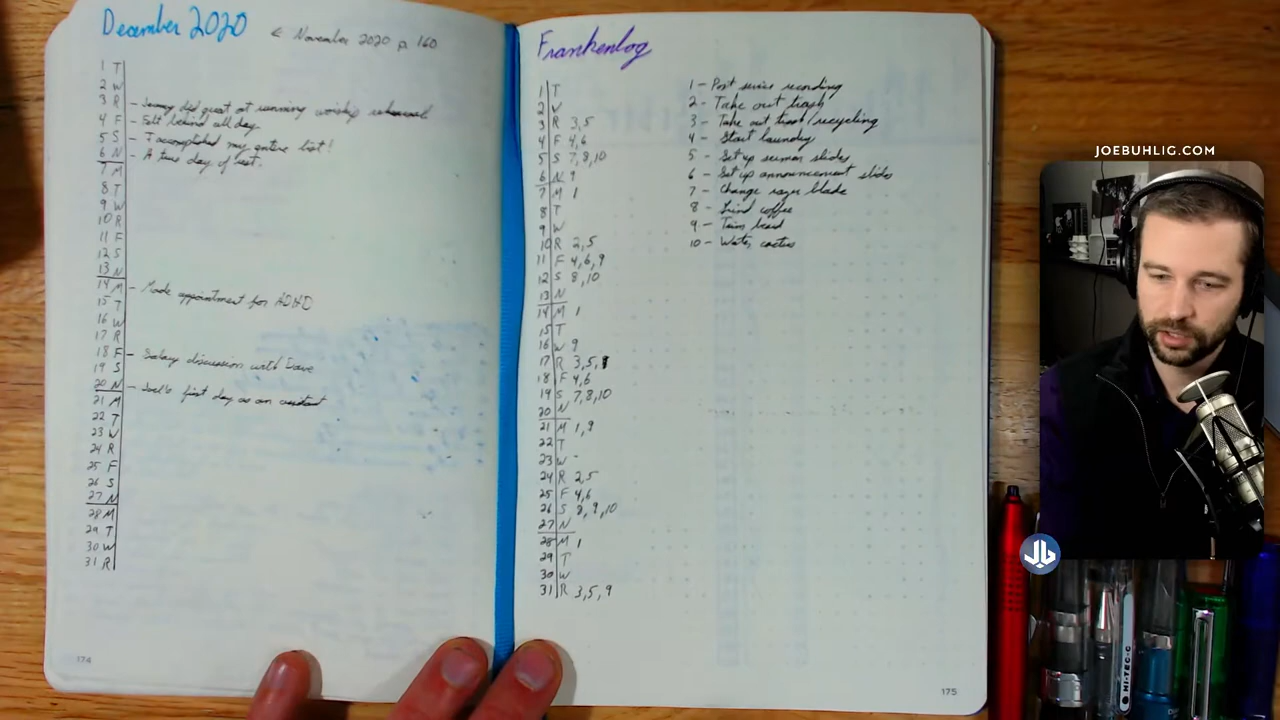 December 2020 < November 2020 p. 160
1 T
2 W
3 R - did great at running worship rehearsal
4 F - Felt behind all day
5 S - I accomplished my entire list!
6 N - A true day of rest.
7 M
8 T
9 W
10 R
11 F
12 S
13 N
14 M - Made appointment for ADHD
15 T
16 W
17 R
18 F - Salary discussion with Dave
19 S
20 N - first day as an assistant
21 M
22 T
23 W
24 R
25 F
26 S
27 N
28 M
29 T
30 W
31 R
174
Frankenlog
1 T
2 W
3 R 3,5
4 F 4,6
5 S 7,8,10
6 N 9
7 M 1
8 T
9 W
10 R 2,5
11 F 4,6,9
12 S 8,10
13 N
14 M 1
15 T
16 W 9
17 R 3,5,
18 F 4,6
19 S 7,8,10
20 N
21 M 1,9
22 T
23 W -
24 R 2,5
25 F 4,6
26 S 8,9,10
27 N
28 M 1
29 T
30 W
31 R 3,5,9
1 - Post service recording
2 - Take out trash
3 - Take out trash/recycling
4 - Start laundry
5 - Set up sermon slides
6 - Set up announcement slides
7 - Change razor blade
8 - Grind coffee
9 - Trim beard
10 - Water cactus
175
JOEBUHLIG.COM
JB
HI-TEC-C